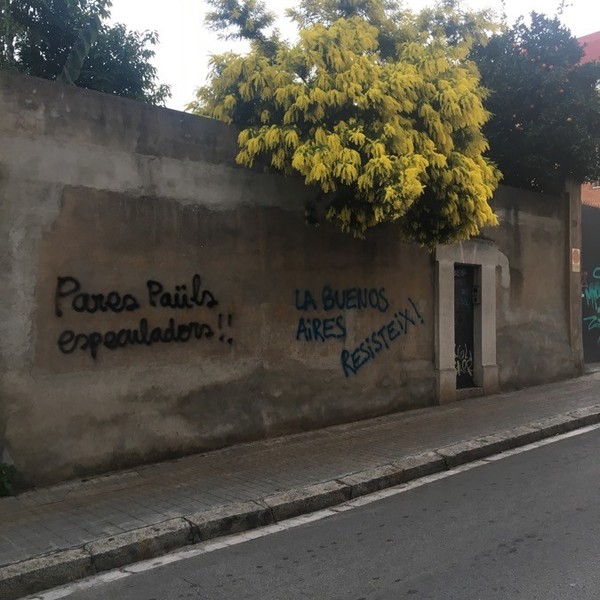 Pares Paüls
especuladors!!
LA BUENOS
AiRES
RESiSTEiX!